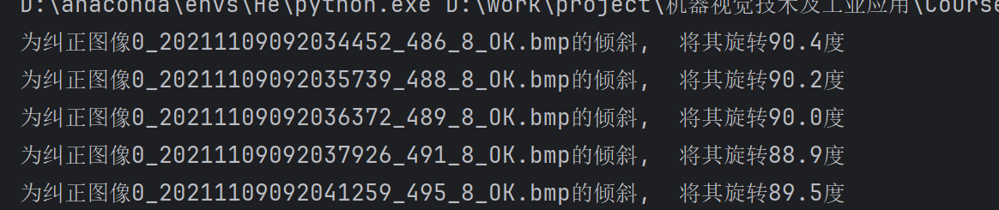 D:\anaconda\envs\He\python.exe D:\Work\project\机器视觉技术及工业应用\Course
为纠正图像0_20211109092034452_486_8_OK.bmp的倾斜, 将其旋转90.4度
为纠正图像0_20211109092035739_488_8_OK.bmp的倾斜, 将其旋转90.2度
为纠正图像0_20211109092036372_489_8_OK.bmp的倾斜, 将其旋转90.0度
为纠正图像0_20211109092037926_491_8_OK.bmp的倾斜, 将其旋转88.9度
为纠正图像0_20211109092041259_495_8_OK.bmp的倾斜, 将其旋转89.5度